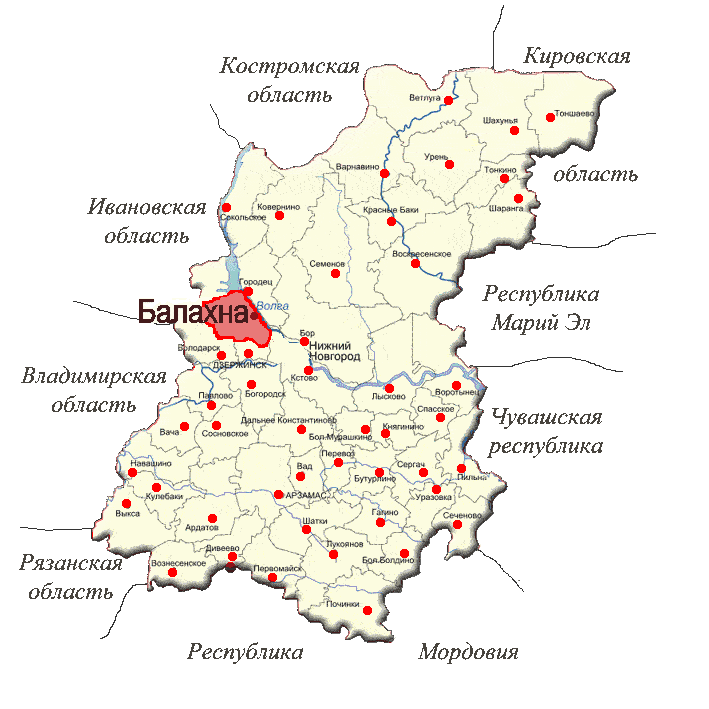 Кировская
Костромская
область
Ветлуга
Тоншаево
Шахунья
Урень
Варнавино
Тонкино
область
Шаранга
Ивановская
область
Сокольское
Ковернино
Красные Баки
Воскресенское
Семенов
Городец
Республика
Марий Эл
Волга
Балахна
Бор
Нижний
Новгород
Володарск
ДЗЕРЖИНСК
Кстово
Владимирская
область
Богородск
Павлово
Лысково
Воротынец
Спасское
Чувашская
республика
Вача
Сосновское
Дальнее Константиново
Бол.Мурашкино
Княгинино
Перевоз
Навашино
Вад
Сергач
Бутурлино
Пильна
Кулебаки
АРЗАМАС
Уразовка
Выкса
Ардатов
Шатки
Гагино
Сеченово
Дивеево
Лукоянов
Бол.Болдино
Рязанская
область
Вознесенское
Первомайск
Починки
Республика
Мордовия